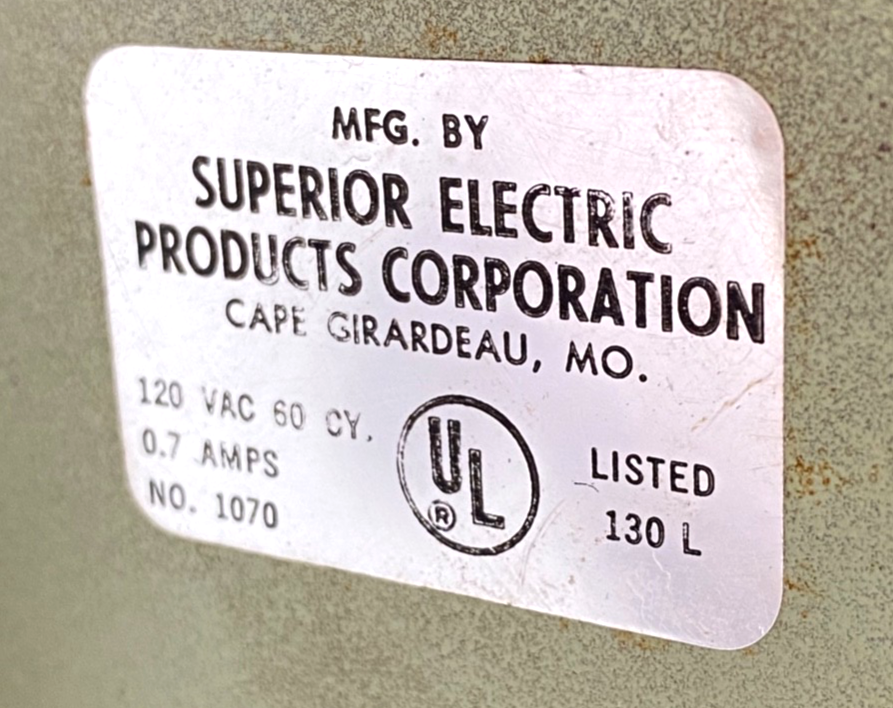 MFG. BY
SUPERIOR ELECTRIC
PRODUCTS CORPORATION
CAPE GIRARDEAU, MO.
120 VAC 60 CY.
0.7 AMPS
NO. 1070
UL
®
LISTED
130 L